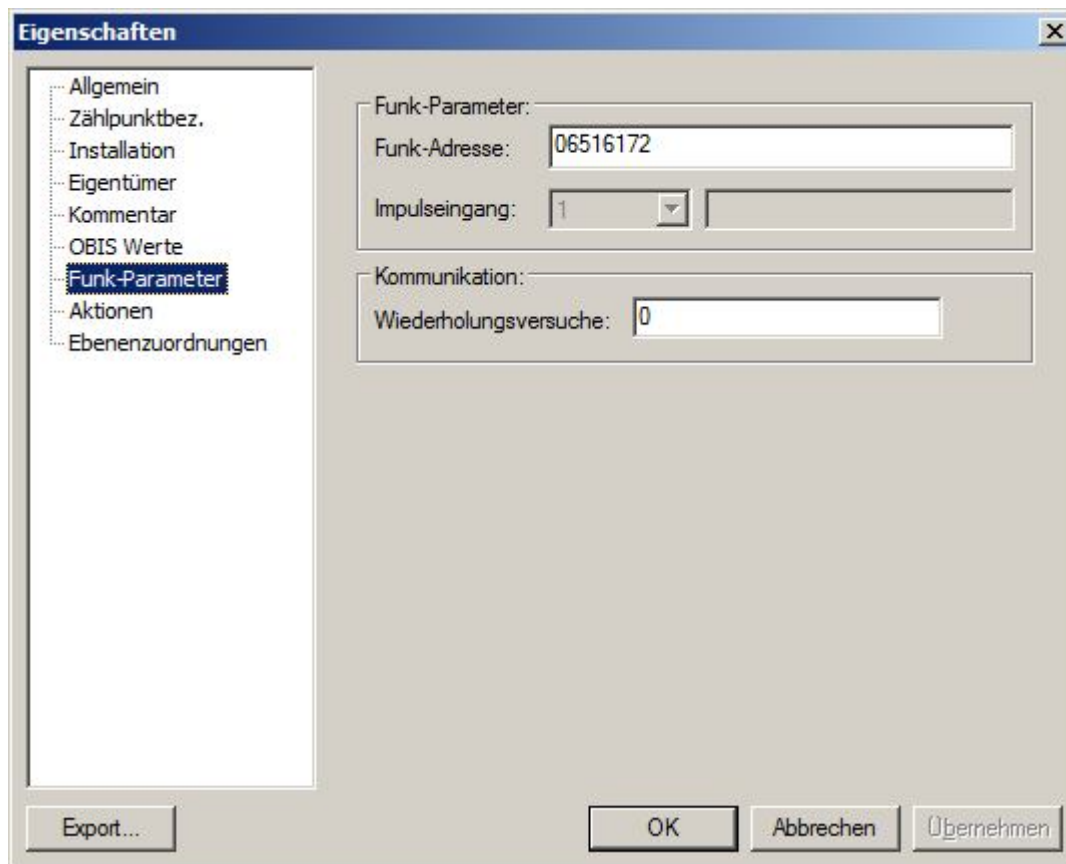 Eigenschaften
Allgemein
Zählpunktbez.
Installation
Eigentümer
Kommentar
OBIS Werte
Funk-Parameter
Aktionen
Ebenenzuordnungen
Funk-Parameter:
Funk-Adresse: 06516172
Impulseingang: 1
Kommunikation:
Wiederholungsversuche: 0
Export... OK Abbrechen Übernehmen